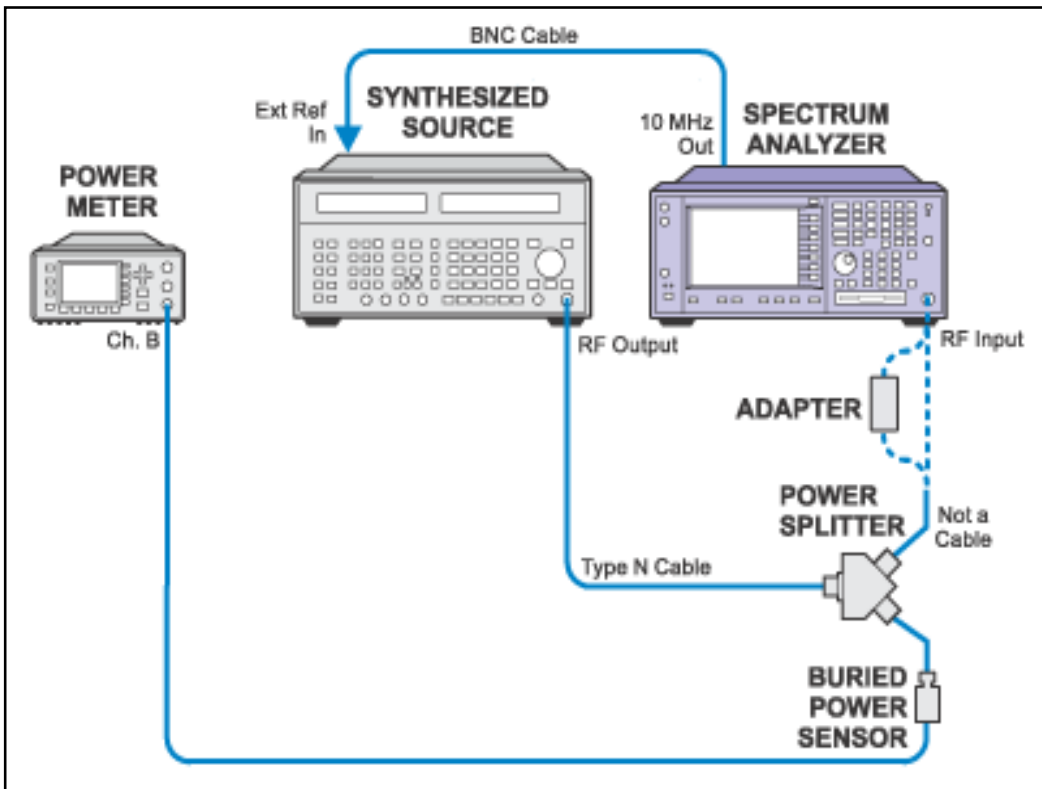 BNC Cable
Ext Ref
In
SYNTHESIZED
SOURCE
10 MHz
Out
SPECTRUM
ANALYZER
POWER
METER
Ch. B
RF Output
RF Input
ADAPTER
POWER
SPLITTER
Not a
Cable
Type N Cable
BURIED
POWER
SENSOR